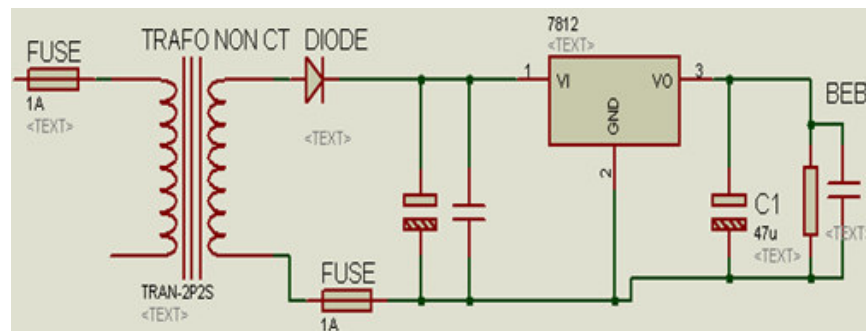 FUSE
1A
<TEXT>
TRAFO NON CT
TRAN-2P2S
<TEXT>
DIODE
<TEXT>
FUSE
1A
7812
<TEXT>
1
VI
VO
3
GND
2
C1
47u
<TEXT>
BEB
<TEXT>